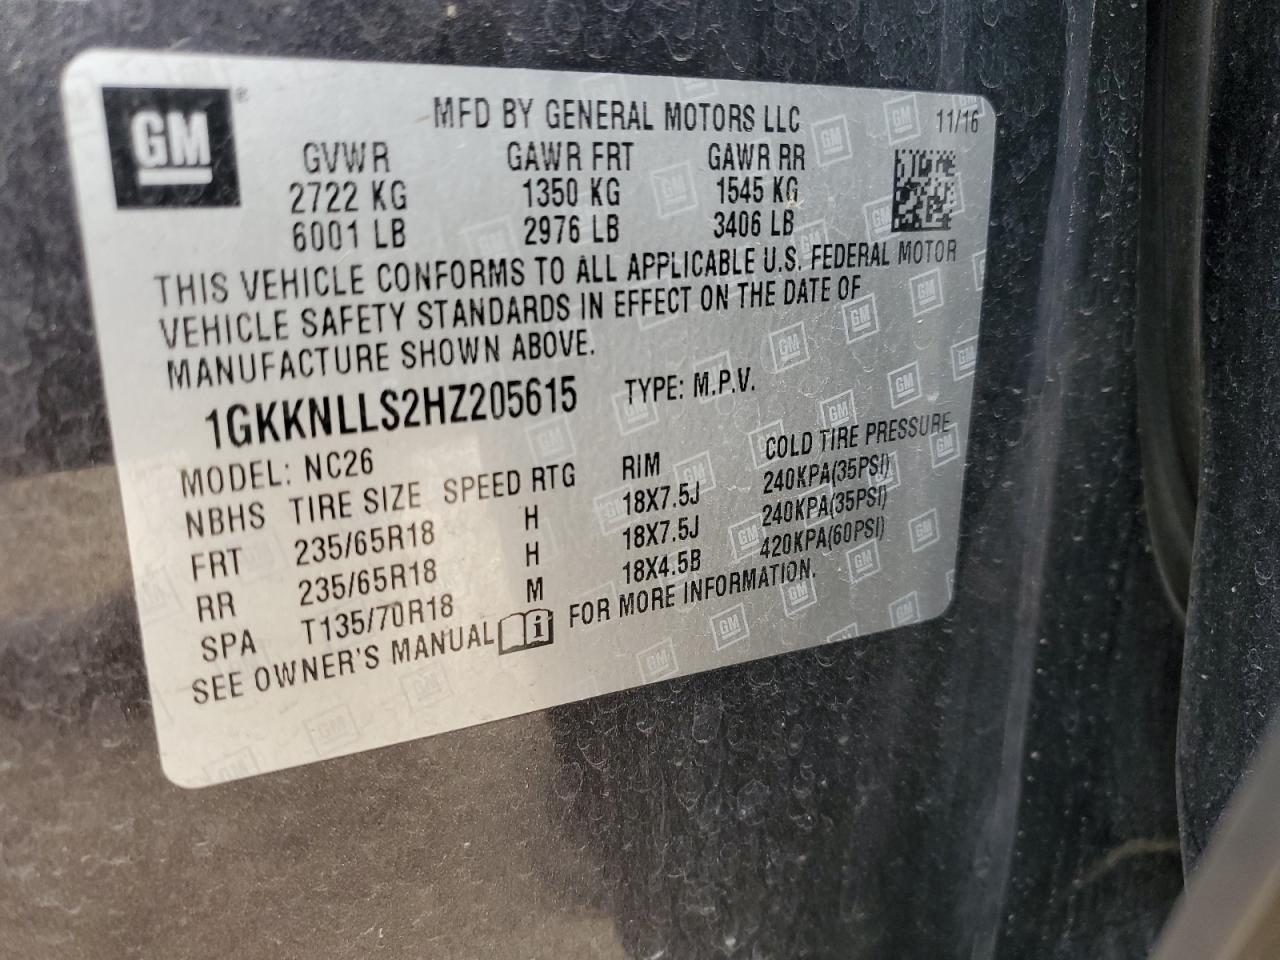 GM ®
MFD BY GENERAL MOTORS LLC
11/16
GVWR GAWR FRT GAWR RR
2722 KG 1350 KG 1545 KG
6001 LB 2976 LB 3406 LB
THIS VEHICLE CONFORMS TO ALL APPLICABLE U.S. FEDERAL MOTOR
VEHICLE SAFETY STANDARDS IN EFFECT ON THE DATE OF
MANUFACTURE SHOWN ABOVE.
1GKKNLLS2HZ205615 TYPE: M.P.V.
MODEL: NC26
NBHS TIRE SIZE SPEED RTG RIM COLD TIRE PRESSURE
FRT 235/65R18 H 18X7.5J 240KPA(35PSI)
RR 235/65R18 H 18X7.5J 240KPA(35PSI)
SPA T135/70R18 M 18X4.5B 420KPA(60PSI)
SEE OWNER'S MANUAL i FOR MORE INFORMATION.